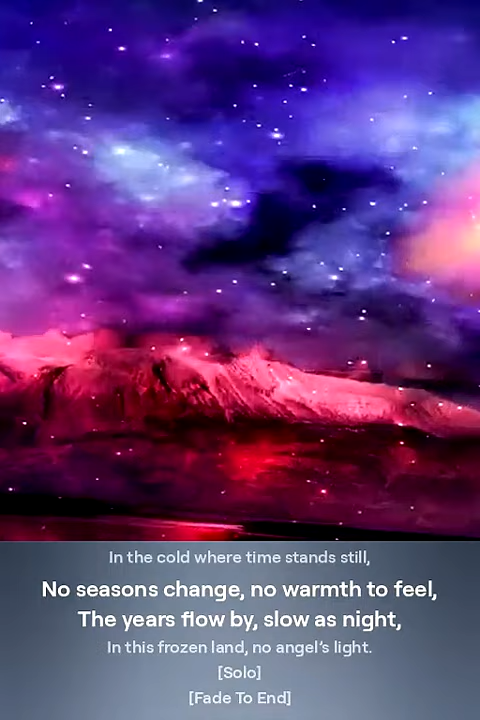 In the cold where time stands still,
No seasons change, no warmth to feel,
The years flow by, slow as night,
In this frozen land, no angel’s light.
[Solo]
[Fade To End]